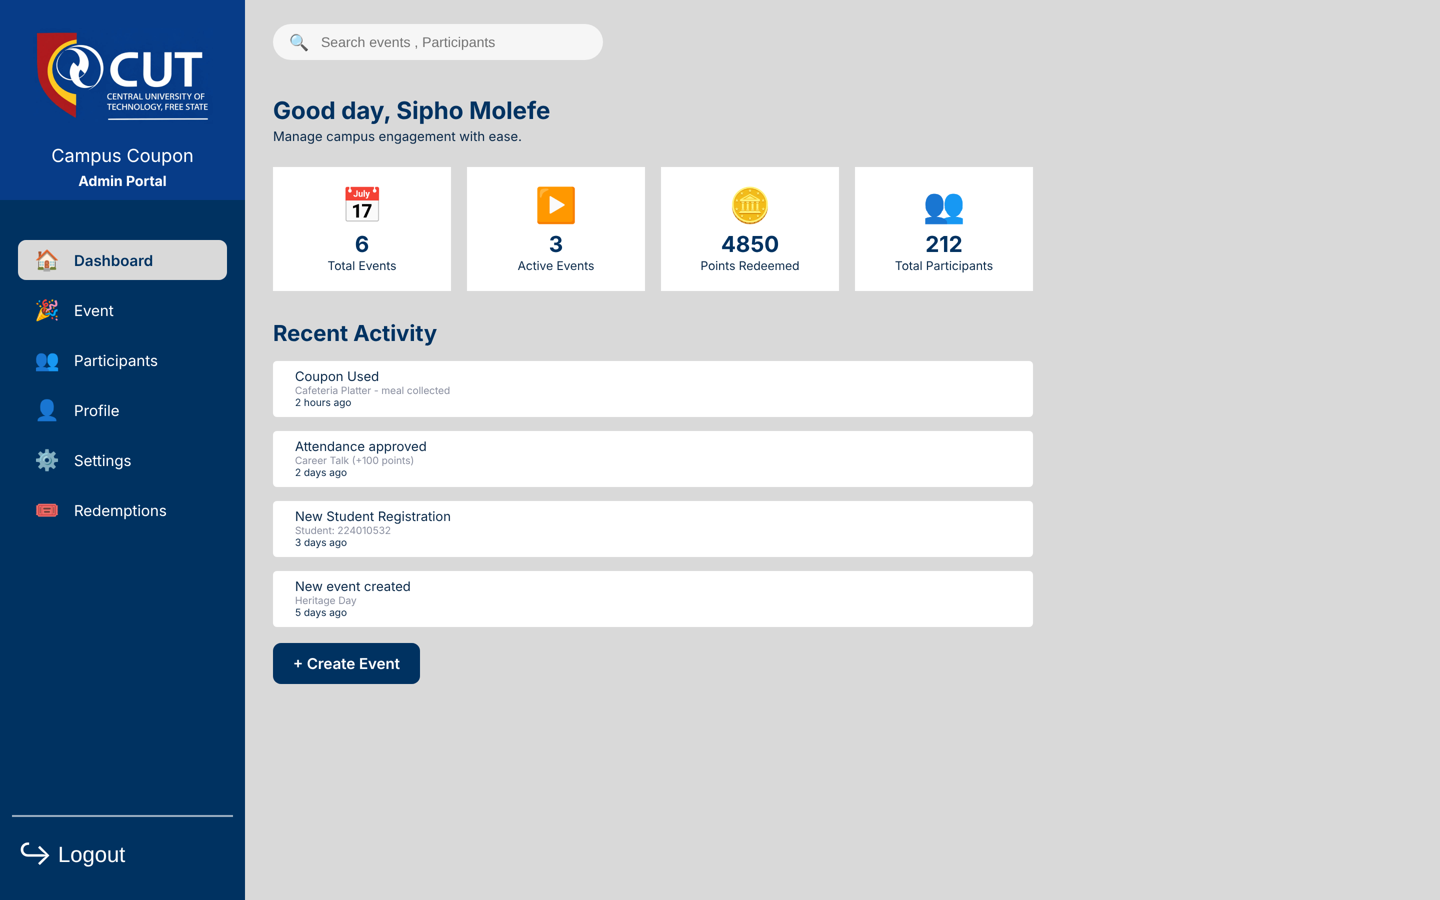 CUT
CENTRAL UNIVERSITY OF
TECHNOLOGY, FREE STATE
Campus Coupon
Admin Portal
Dashboard
Event
Participants
Profile
Settings
Redemptions
Logout
Search events , Participants
Good day, Sipho Molefe
Manage campus engagement with ease.
July
17
6
Total Events
3
Active Events
4850
Points Redeemed
212
Total Participants
Recent Activity
Coupon Used
Cafeteria Platter - meal collected
2 hours ago
Attendance approved
Career Talk (+100 points)
2 days ago
New Student Registration
Student: 224010532
3 days ago
New event created
Heritage Day
5 days ago
+ Create Event